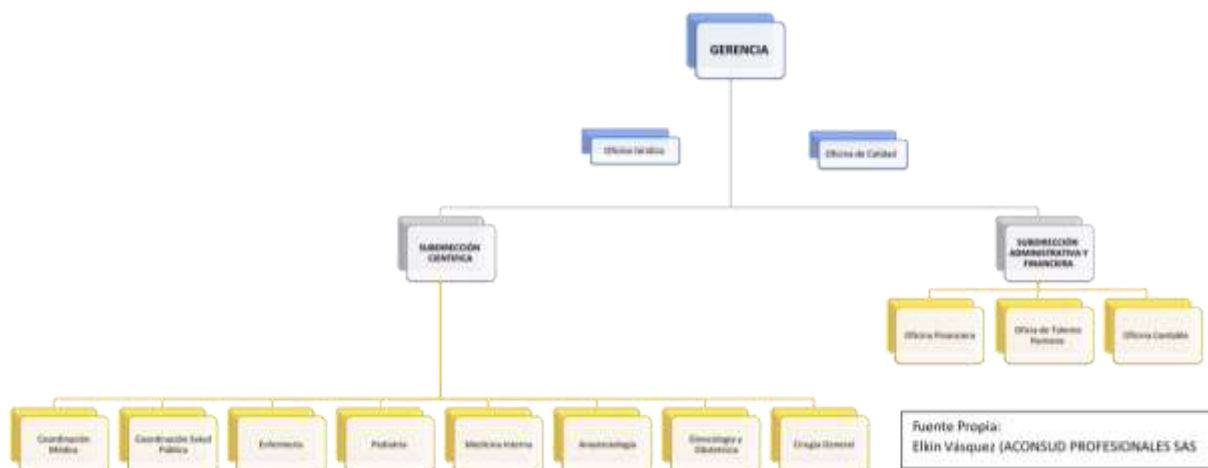 GERENCIA
Oficina Jurídica
Oficina de Calidad
SUBDIRECCIÓN
CIENTIFICA
SUBDIRECCIÓN
ADMINISTRATIVA Y
FINANCIERA
Oficina Financiera
Oficia de Talento
Humano
Oficina Contable
Coordinación
Médica
Coordinación Salud
Pública
Enfermería
Pediatría
Medicina Interna
Anestesiología
Ginecología y
Obstetricia
Cirugía General
Fuente Propia:
Elkin Vásquez (ACONSUD PROFESIONALES SAS